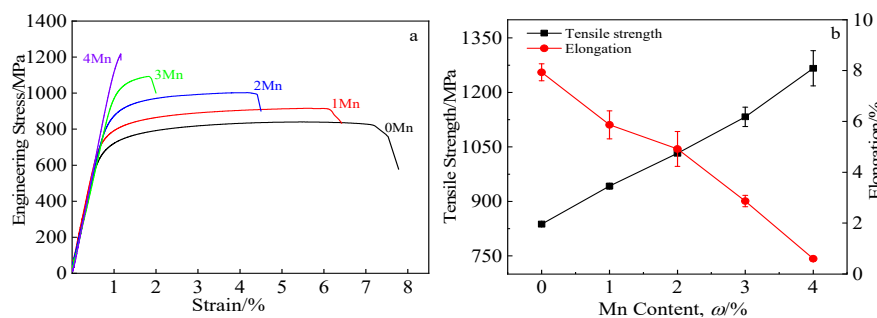 a
1400
1200
1000
800
600
400
200
0
Engineering Stress/MPa
4Mn
3Mn
2Mn
1Mn
0Mn
1 2 3 4 5 6 7 8
Strain/%
b
Tensile strength
Elongation
1350
1200
1050
900
750
Tensile Strength/MPa
10
8
6
4
2
0
Elongation/%
0 1 2 3 4
Mn Content, ω/%